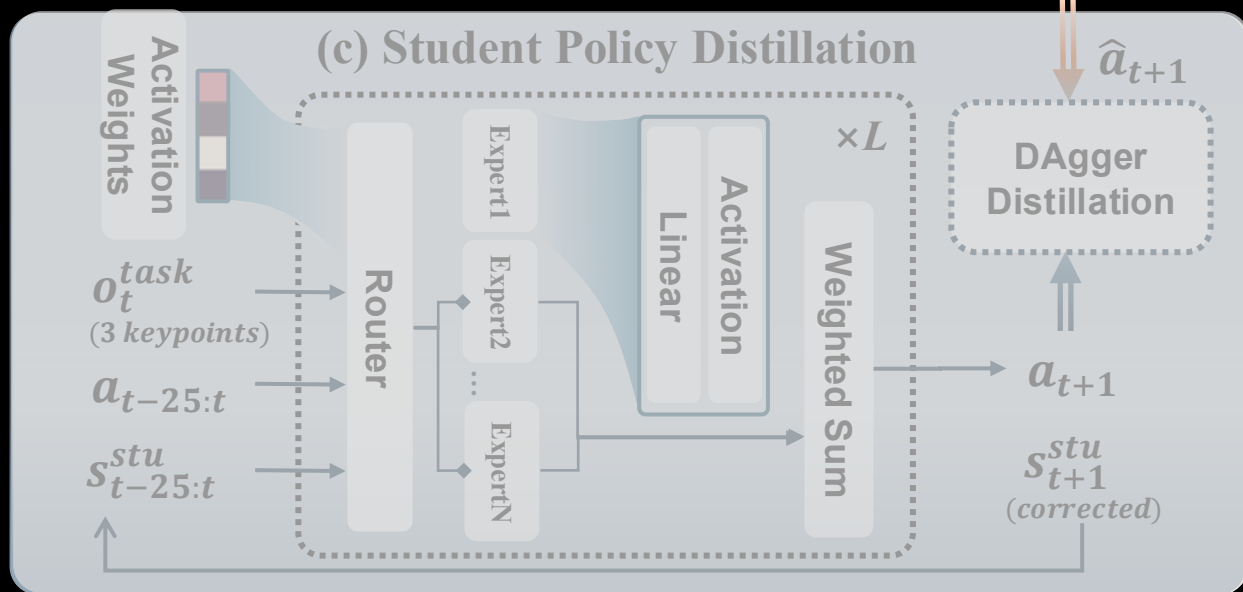 (c) Student Policy Distillation
Activation
Weights
o_t^{task}
(3 keypoints)
a_{t-25:t}
s_{t-25:t}^{stu}
Router
Expert1
Expert2
...
ExpertN
Linear
Activation
×L
Weighted Sum
â_{t+1}
DAgger
Distillation
a_{t+1}
s_{t+1}^{stu}
(corrected)